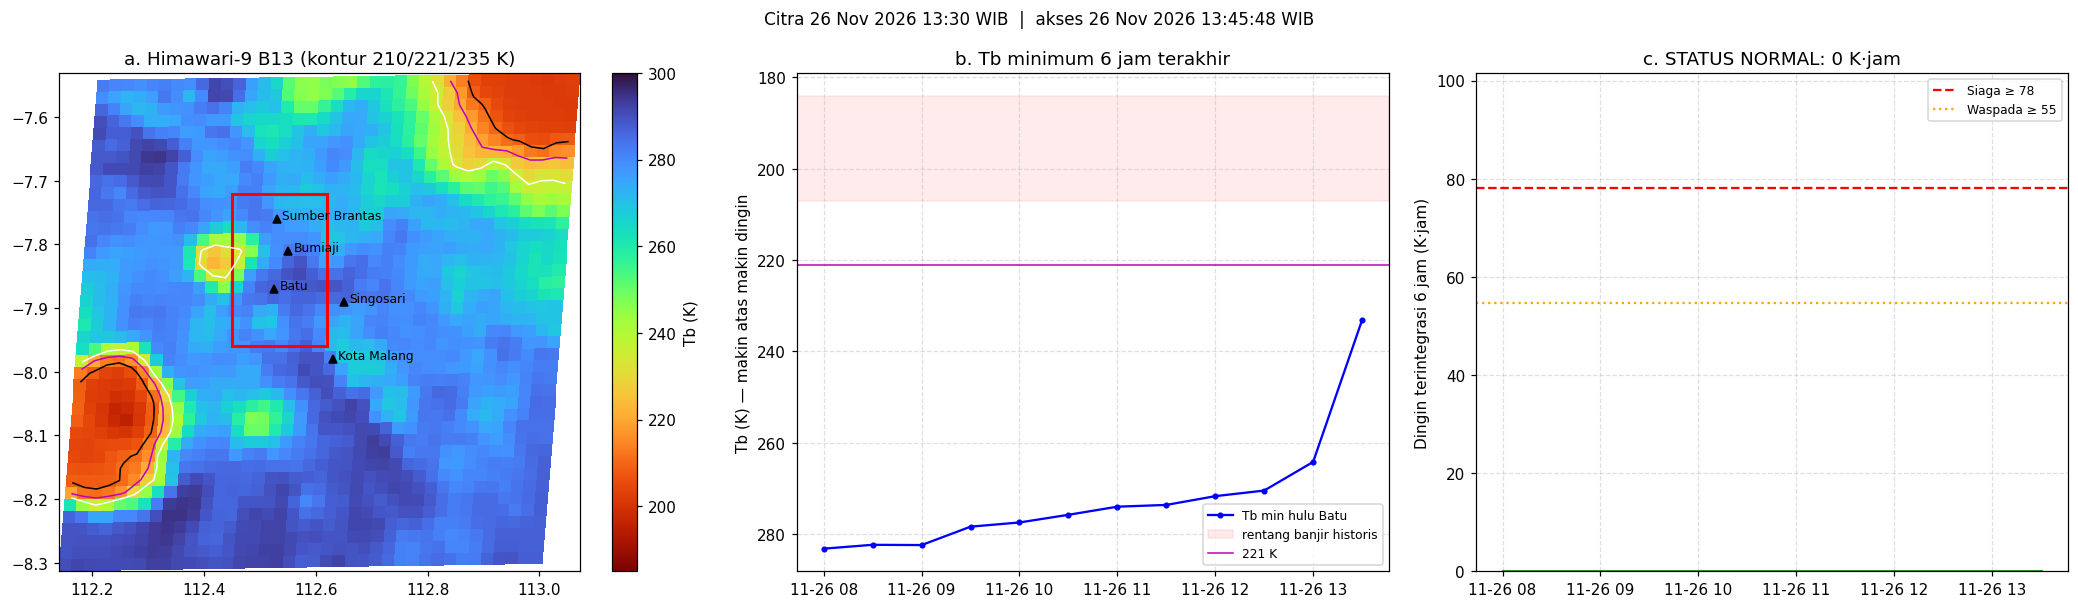 Citra 26 Nov 2026 13:30 WIB | akses 26 Nov 2026 13:45:48 WIB
a. Himawari-9 B13 (kontur 210/221/235 K)
−7.6
−7.7
−7.8
−7.9
−8.0
−8.1
−8.2
−8.3
112.2
112.4
112.6
112.8
113.0
Sumber Brantas
Bumiaji
Batu
Singosari
Kota Malang
300
280
260
240
220
200
Tb (K)
b. Tb minimum 6 jam terakhir
Tb (K) — makin atas makin dingin
180
200
220
240
260
280
11-26 08
11-26 09
11-26 10
11-26 11
11-26 12
11-26 13
Tb min hulu Batu
rentang banjir historis
221 K
c. STATUS NORMAL: 0 K·jam
Dingin terintegrasi 6 jam (K·jam)
100
80
60
40
20
0
11-26 08
11-26 09
11-26 10
11-26 11
11-26 12
11-26 13
Siaga ≥ 78
Waspada ≥ 55